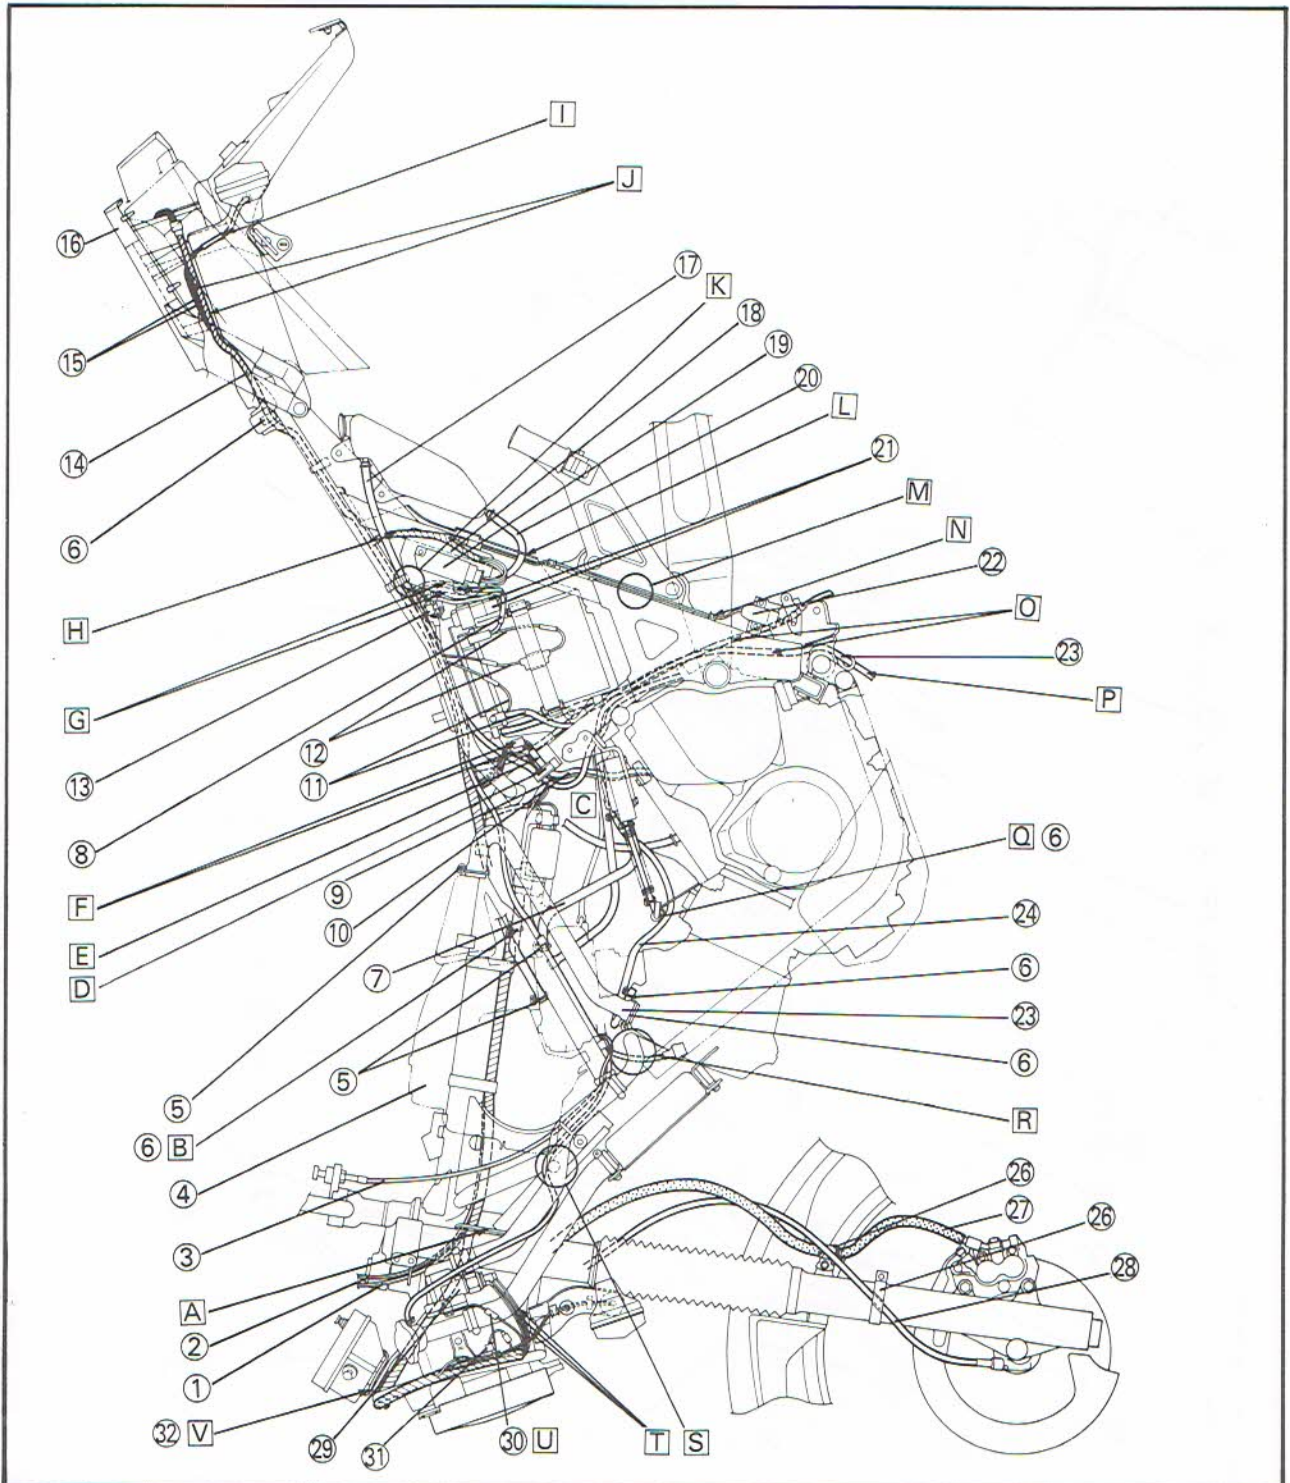 I
J
⑯
⑰
K
⑱
⑲
⑮
⑳
L
⑭
㉑
⑥
M
N
㉒
H
O
㉓
P
G
⑫
⑬
⑪
C
⑧
Q ⑥
⑨
F
㉔
⑩
E
⑦
⑥
D
㉓
⑥
⑤
⑤
R
⑥ B
④
㉖
㉗
㉖
③
㉘
A
②
①
㉜ V
㉙
㉛
㉚ U
T
S